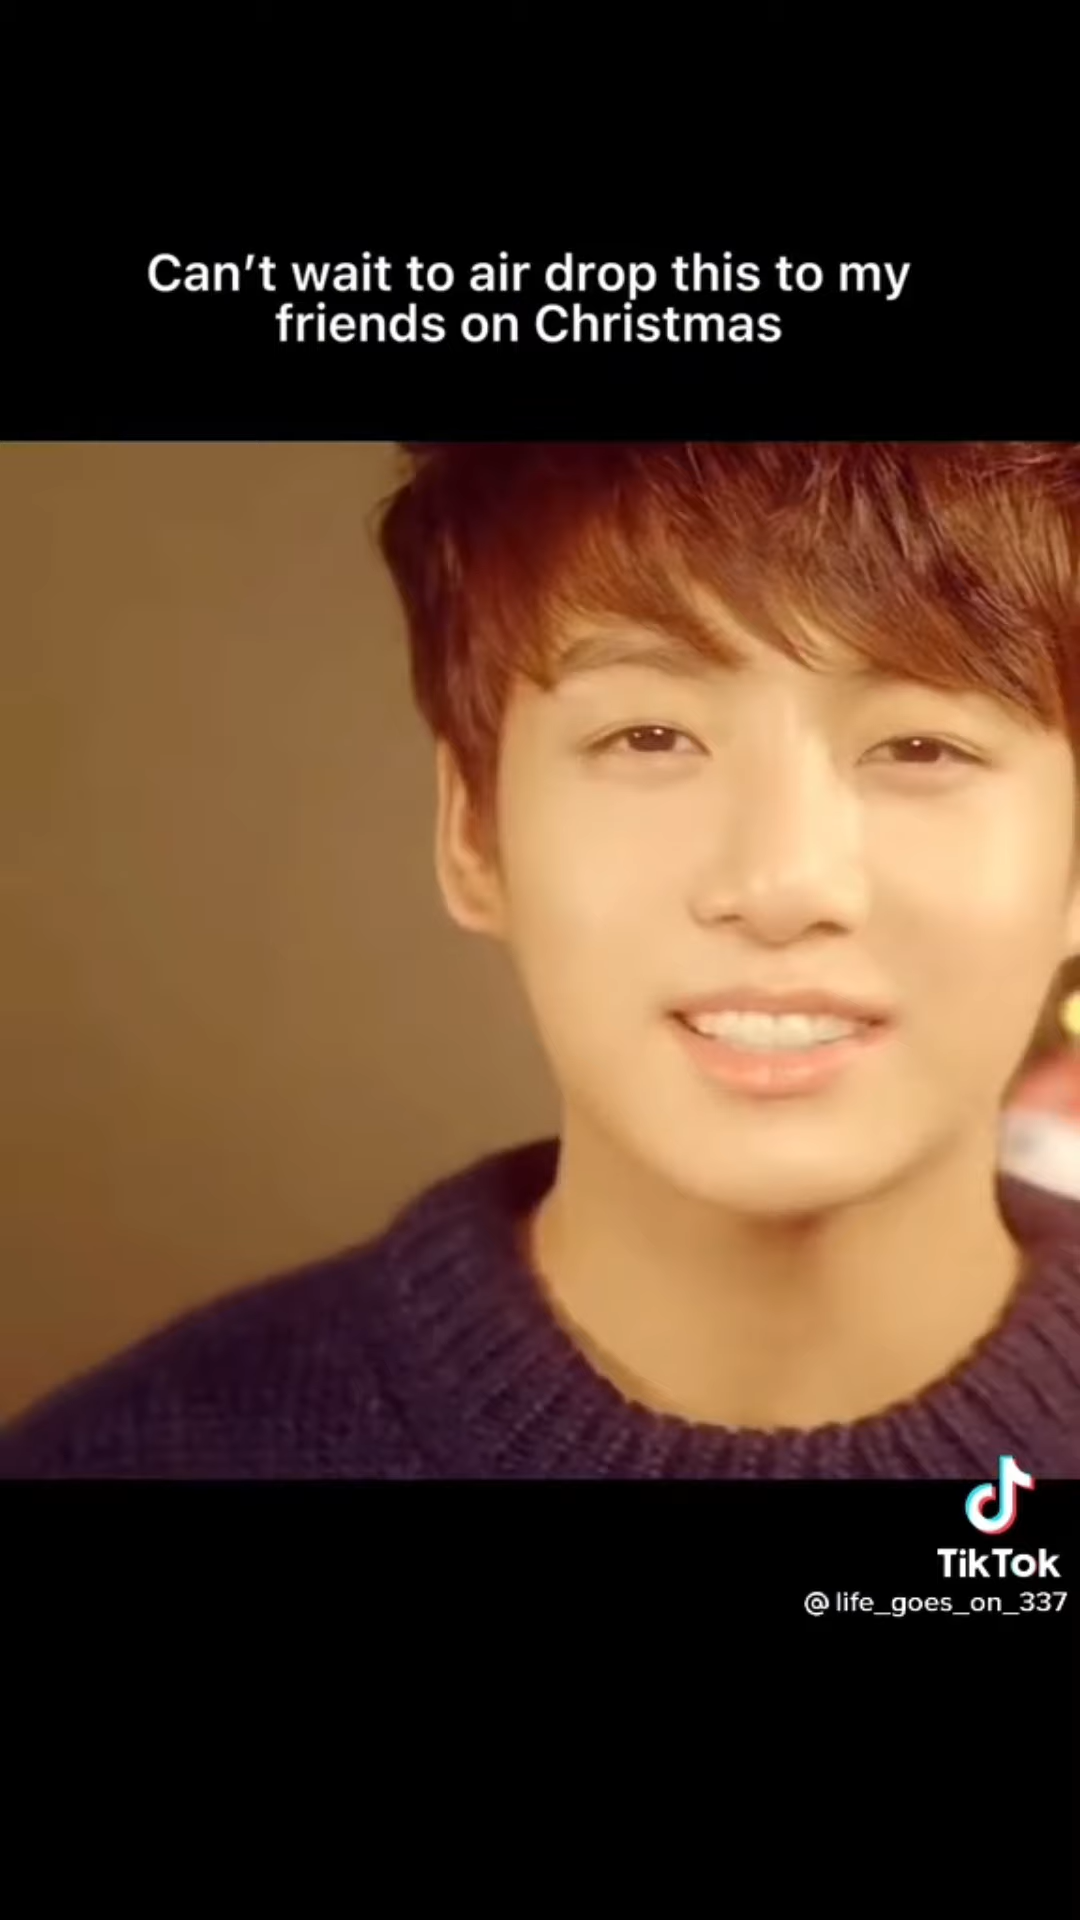 Can’t wait to air drop this to my
friends on Christmas
TikTok
@life_goes_on_337